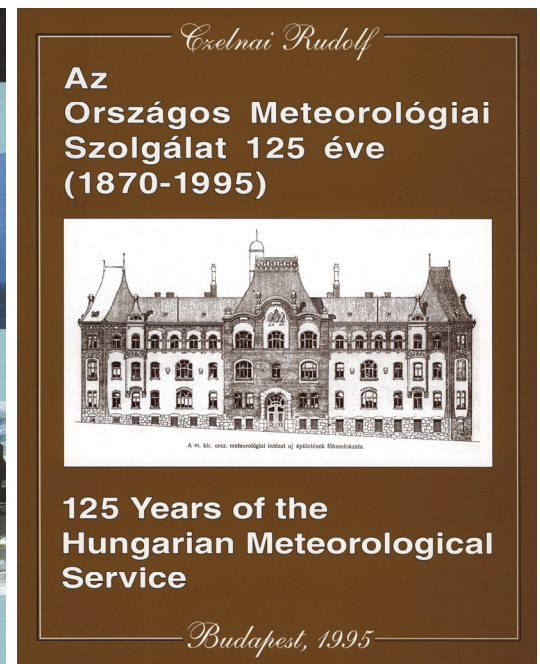 Czelnai Rudolf
Az
Országos Meteorológiai
Szolgálat 125 éve
(1870-1995)
A m. kir. orsz. meteorológiai intézet uj épületének főhomlokzata.
125 Years of the
Hungarian Meteorological
Service
Budapest, 1995